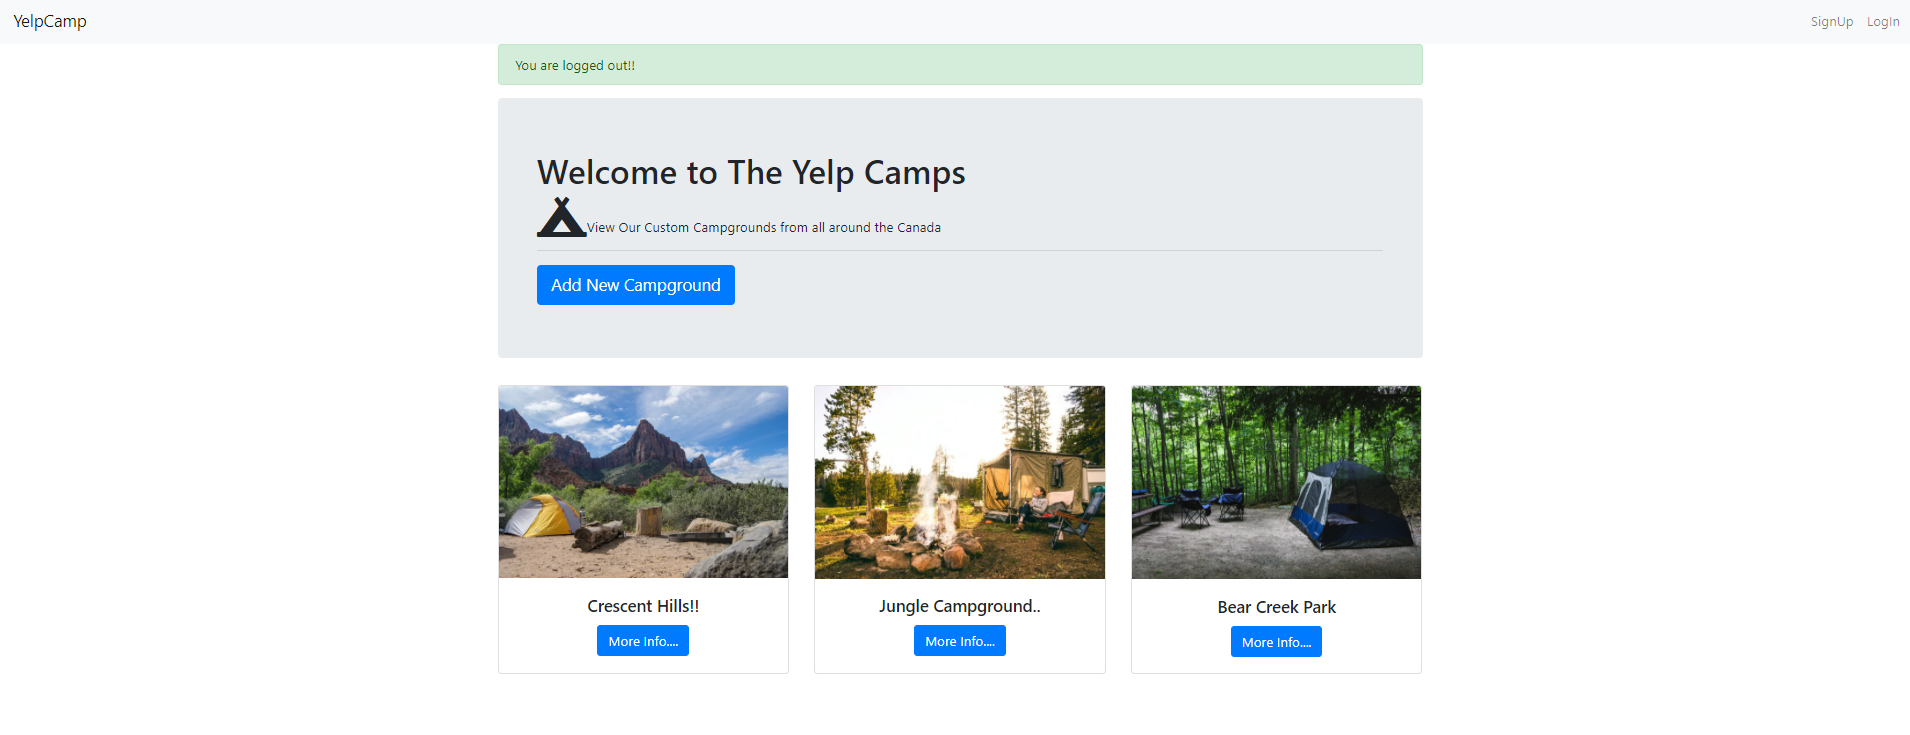 YelpCamp
SignUp LogIn
You are logged out!!
Welcome to The Yelp Camps
View Our Custom Campgrounds from all around the Canada
Add New Campground
Crescent Hills!!
More Info....
Jungle Campground..
More Info....
Bear Creek Park
More Info....